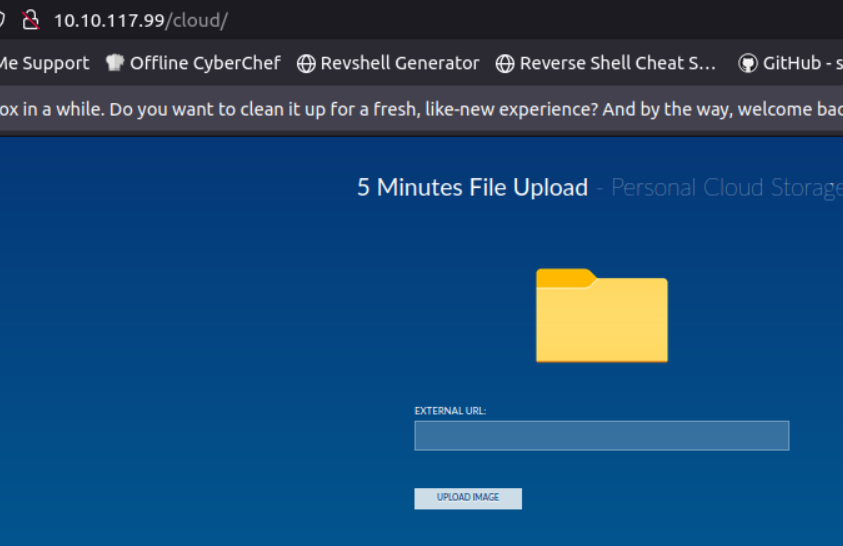 10.10.117.99/cloud/
Me Support Offline CyberChef Revshell Generator Reverse Shell Cheat S... GitHub - s
ox in a while. Do you want to clean it up for a fresh, like-new experience? And by the way, welcome bac
5 Minutes File Upload - Personal Cloud Storage
EXTERNAL URL:
UPLOAD IMAGE